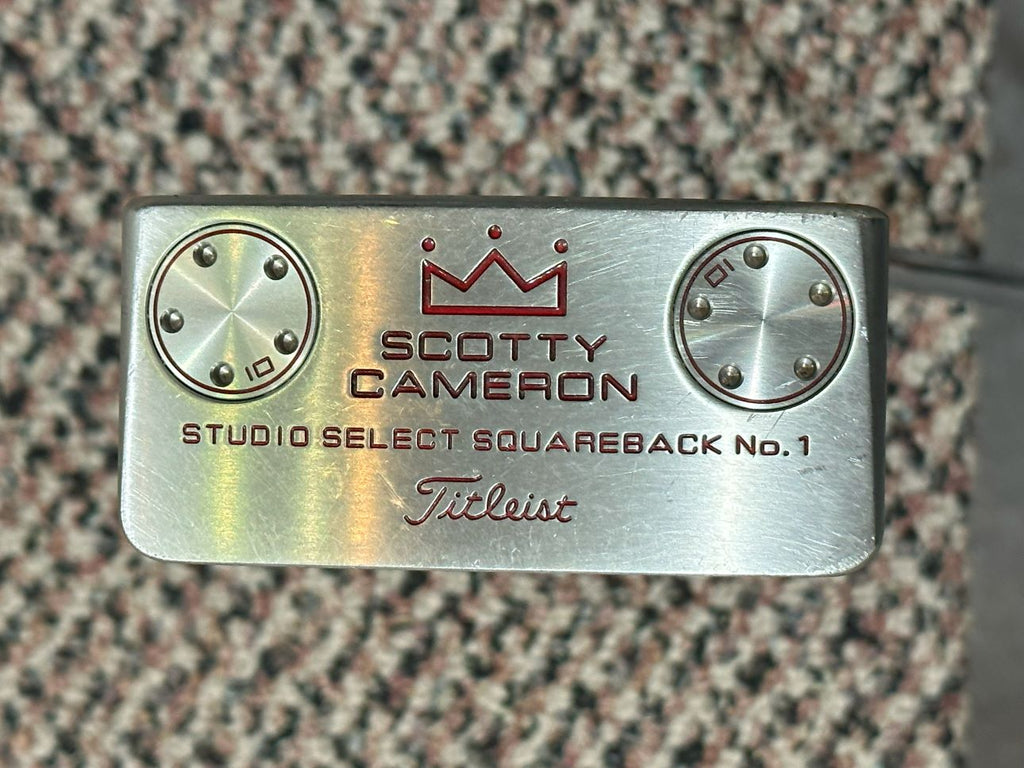 SCOTTY
CAMERON
STUDIO SELECT SQUAREBACK No.1
Titleist
10
10